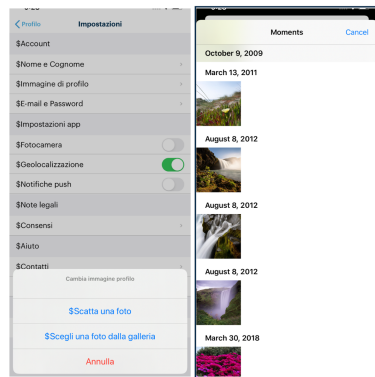 Profilo
Impostazioni
$Account
$Nome e Cognome
$Immagine di profilo
$E-mail e Password
$Impostazioni app
$Fotocamera
$Geolocalizzazione
$Notifiche push
$Note legali
$Consensi
$Aiuto
$Contatti
Cambia immagine profilo
$Scatta una foto
$Scegli una foto dalla galleria
Annulla
Moments
Cancel
October 9, 2009
March 13, 2011
August 8, 2012
August 8, 2012
August 8, 2012
March 30, 2018